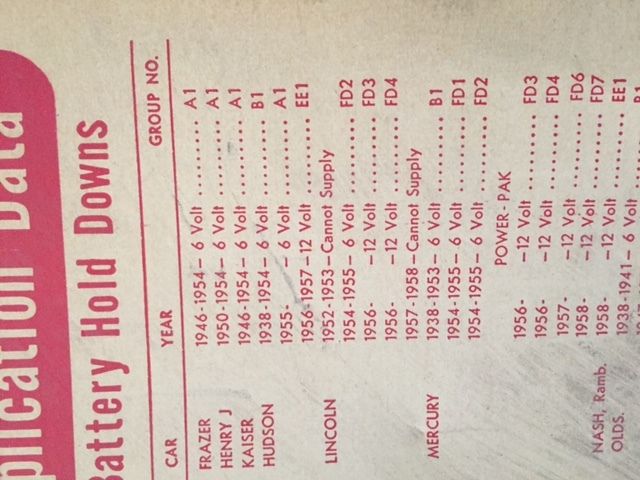 plication Data
Battery Hold Downs
CAR YEAR GROUP NO.
FRAZER 1946-1954— 6 Volt ........ A1
HENRY J 1950-1954— 6 Volt ........ A1
KAISER 1946-1954— 6 Volt ........ A1
HUDSON 1938-1954— 6 Volt ........ B1
1955- — 6 Volt ........ A1
1956-1957—12 Volt ........ EE1
LINCOLN 1952-1953—Cannot Supply
1954-1955— 6 Volt ........ FD2
1956- —12 Volt ........ FD3
1956- —12 Volt ........ FD4
1957-1958—Cannot Supply
MERCURY 1938-1953— 6 Volt ........ B1
1954-1955— 6 Volt ........ FD1
1954-1955— 6 Volt ........ FD2
POWER-PAK
1956- —12 Volt ........ FD3
1956- —12 Volt ........ FD4
1957- —12 Volt ........ FD6
1958- —12 Volt ........ FD7
NASH, Ramb. 1958- —12 Volt ........ EE1
OLDS. 1938-1941— 6 Volt